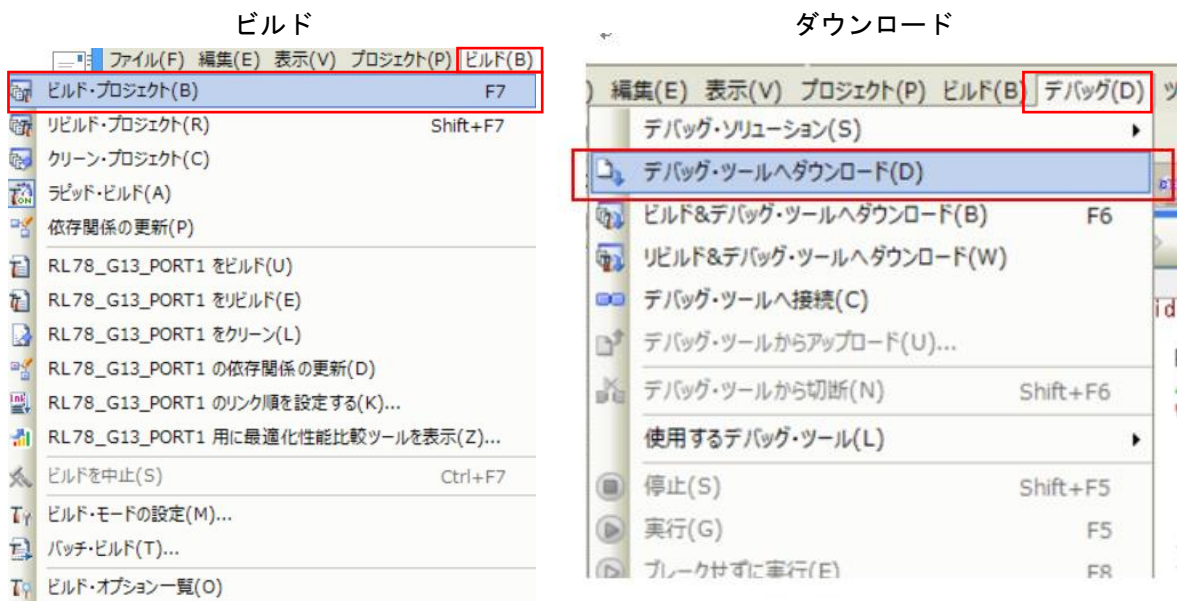 ビルド
ファイル(F) 編集(E) 表示(V) プロジェクト(P) ビルド(B)
ビルド・プロジェクト(B) F7
リビルド・プロジェクト(R) Shift+F7
クリーン・プロジェクト(C)
ラピッド・ビルド(A)
依存関係の更新(P)
RL78_G13_PORT1 をビルド(U)
RL78_G13_PORT1 をリビルド(E)
RL78_G13_PORT1 をクリーン(L)
RL78_G13_PORT1 の依存関係の更新(D)
RL78_G13_PORT1 のリンク順を設定する(K)...
RL78_G13_PORT1 用に最適化性能比較ツールを表示(Z)...
ビルドを中止(S) Ctrl+F7
ビルド・モードの設定(M)...
バッチ・ビルド(T)...
ビルド・オプション一覧(O)
ダウンロード
) 編集(E) 表示(V) プロジェクト(P) ビルド(B) デバッグ(D) ツ
デバッグ・ソリューション(S)
デバッグ・ツールへダウンロード(D)
ビルド&デバッグ・ツールへダウンロード(B) F6
リビルド&デバッグ・ツールへダウンロード(W)
デバッグ・ツールへ接続(C)
id
デバッグ・ツールからアップロード(U)...
デバッグ・ツールから切断(N) Shift+F6
使用するデバッグ・ツール(L)
停止(S) Shift+F5
実行(G) F5
ブレークせずに実行(E) F8